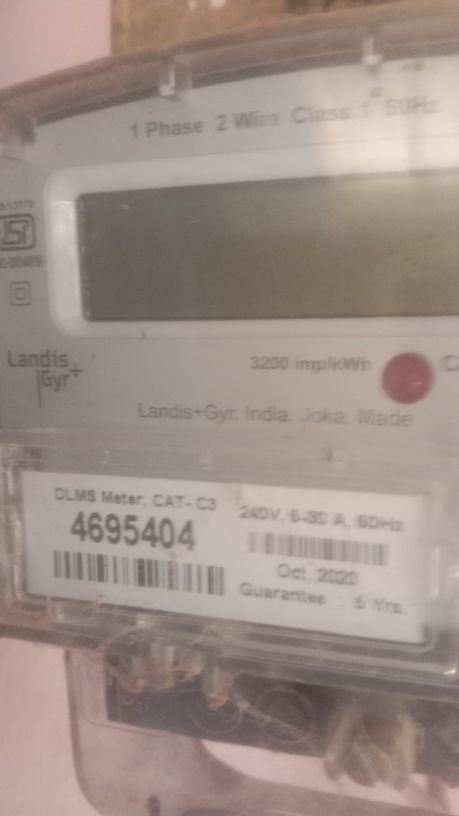 1 Phase 2 Wire Class 1 50Hz
S:13779
Landis
Gyr+
3200 imp/kWh
Landis+Gyr, India, Joka, Made
DLMS Meter, CAT- C3
4695404
240V, 5-30 A, 50Hz
Oct, 2020
Guarantee : 5 Yrs.